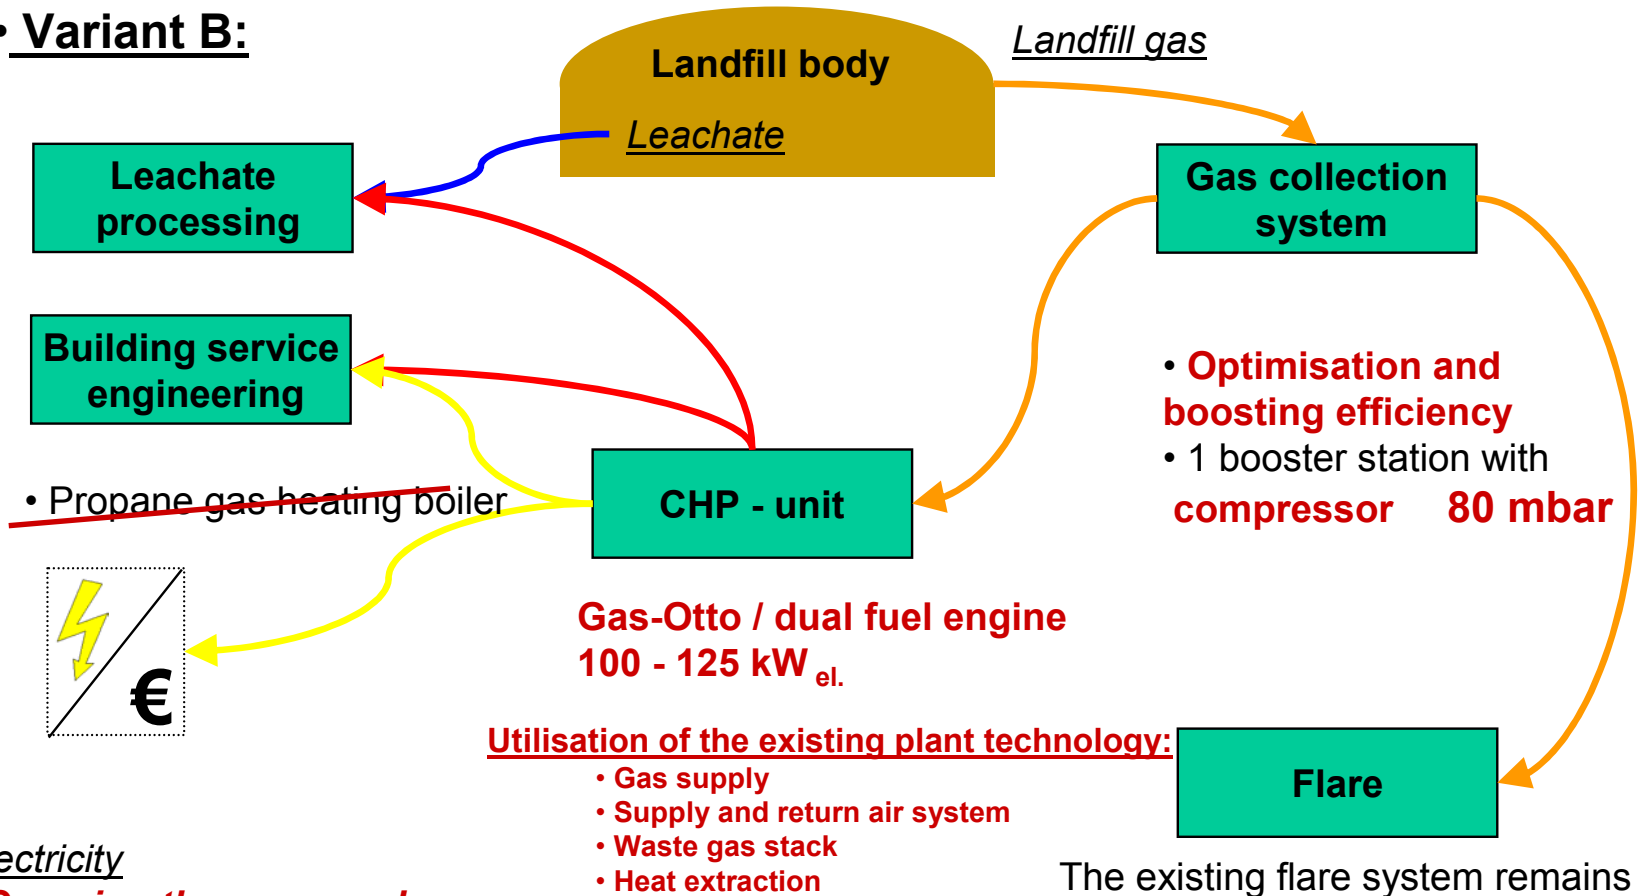 • Variant B:
Landfill body
Landfill gas
Leachate
Leachate
processing
Gas collection
system
Building service
engineering
• Optimisation and
boosting efficiency
• 1 booster station with
compressor 80 mbar
• Propane gas heating boiler
CHP - unit
€
Gas-Otto / dual fuel engine
100 - 125 kW el.
Utilisation of the existing plant technology:
• Gas supply
• Supply and return air system
• Waste gas stack
• Heat extraction
Flare
The existing flare system remains
ectricity